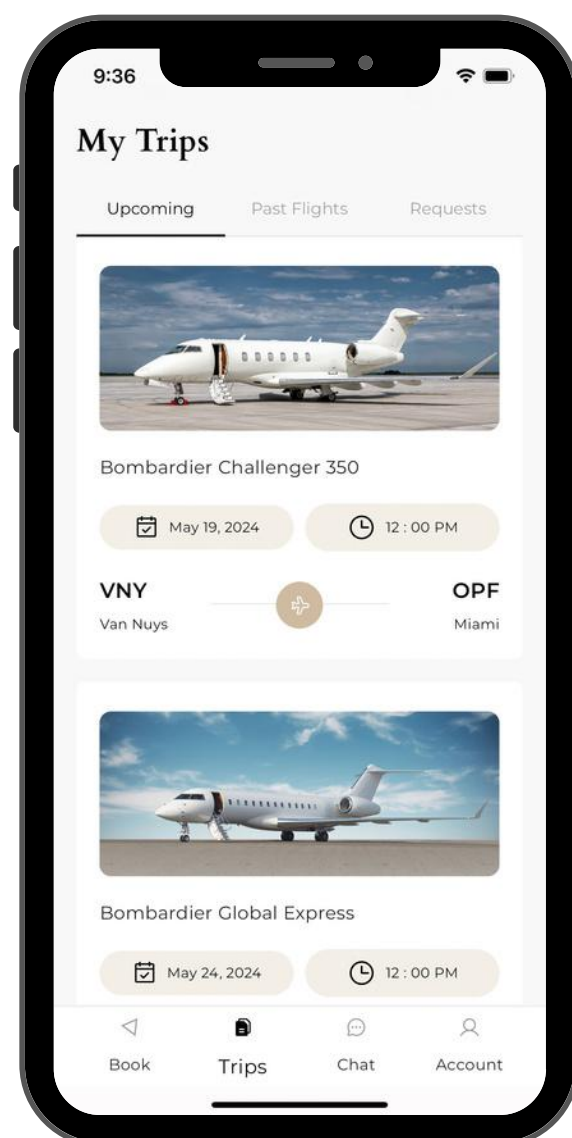 9:36
My Trips
Upcoming Past Flights Requests
Bombardier Challenger 350
May 19, 2024 12 : 00 PM
VNY OPF
Van Nuys Miami
Bombardier Global Express
May 24, 2024 12 : 00 PM
Book Trips Chat Account